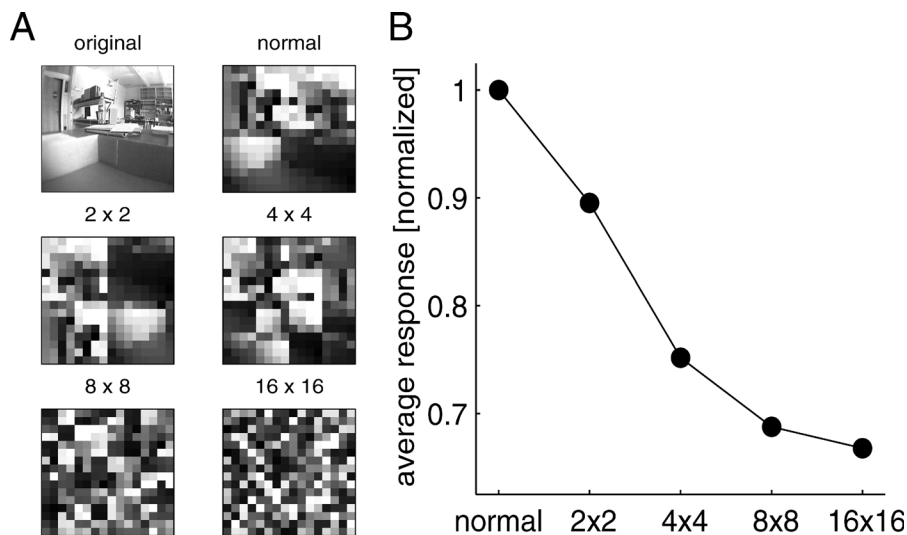 A
original
normal
2 x 2
4 x 4
8 x 8
16 x 16
B
average response [normalized]
1
0.9
0.8
0.7
normal
2x2
4x4
8x8
16x16